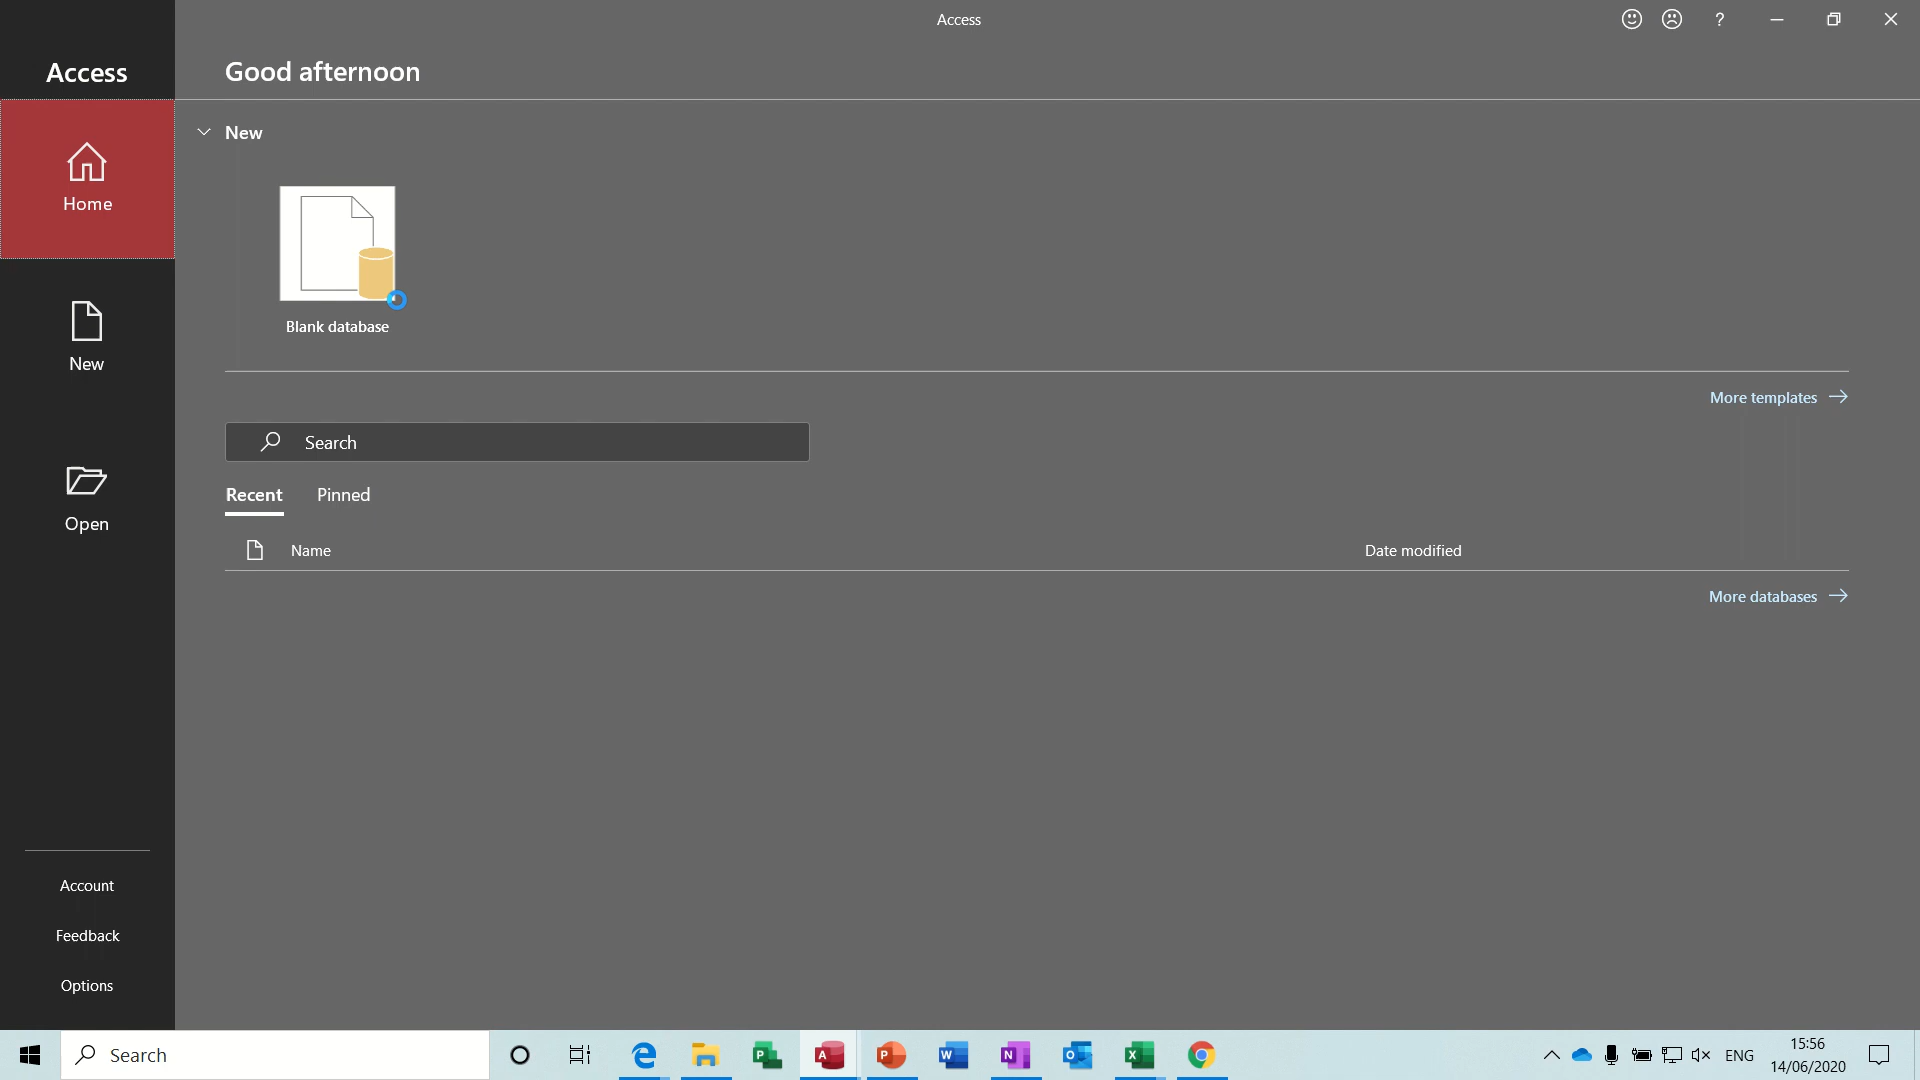 Access
Access
Good afternoon
?
Home
New
Open
New
Blank database
More templates
Search
Recent
Pinned
Name
Date modified
More databases
Account
Feedback
Options
Search
P
A
P
W
N
O
X
ENG
15:56
14/06/2020